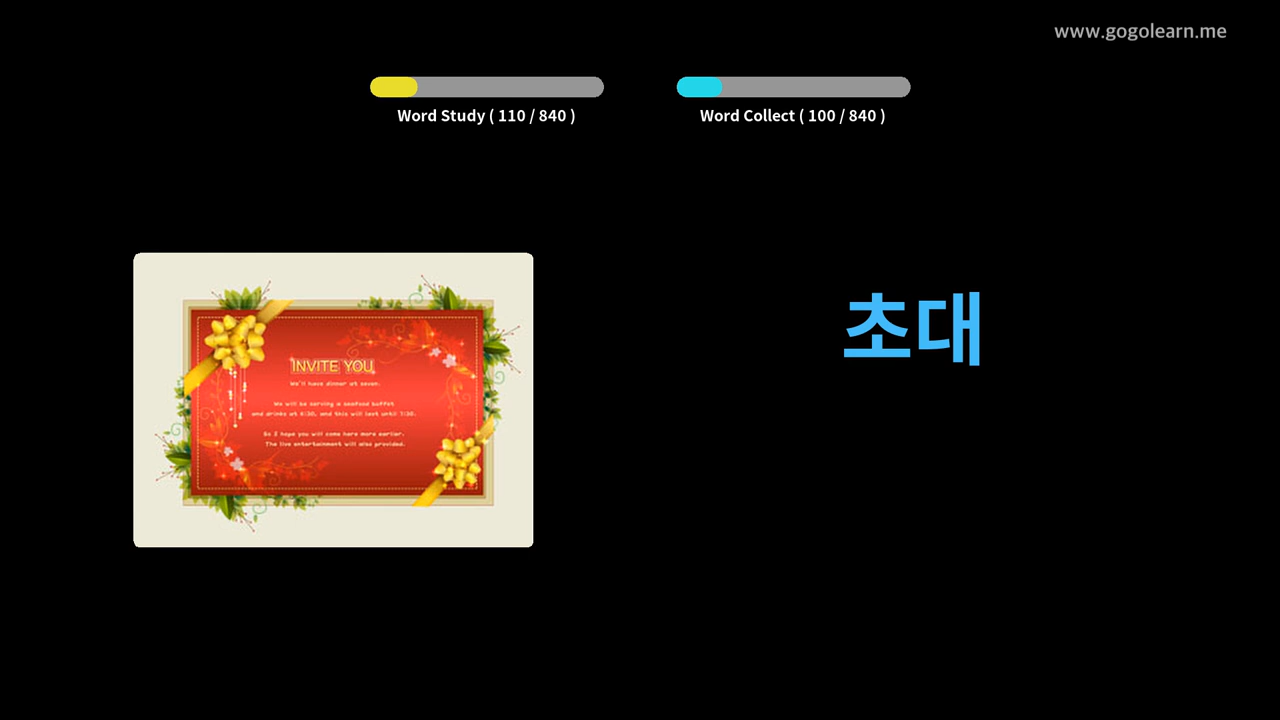 www.gogolearn.me
Word Study ( 110 / 840 )
Word Collect ( 100 / 840 )
초대
INVITE YOU
We'll have dinner at seven.
We will be serving a seafood buffet
and drinks at 6:30, and this will last until 7:30.
So I hope you will come here more earlier.
The live entertainment will also provided.